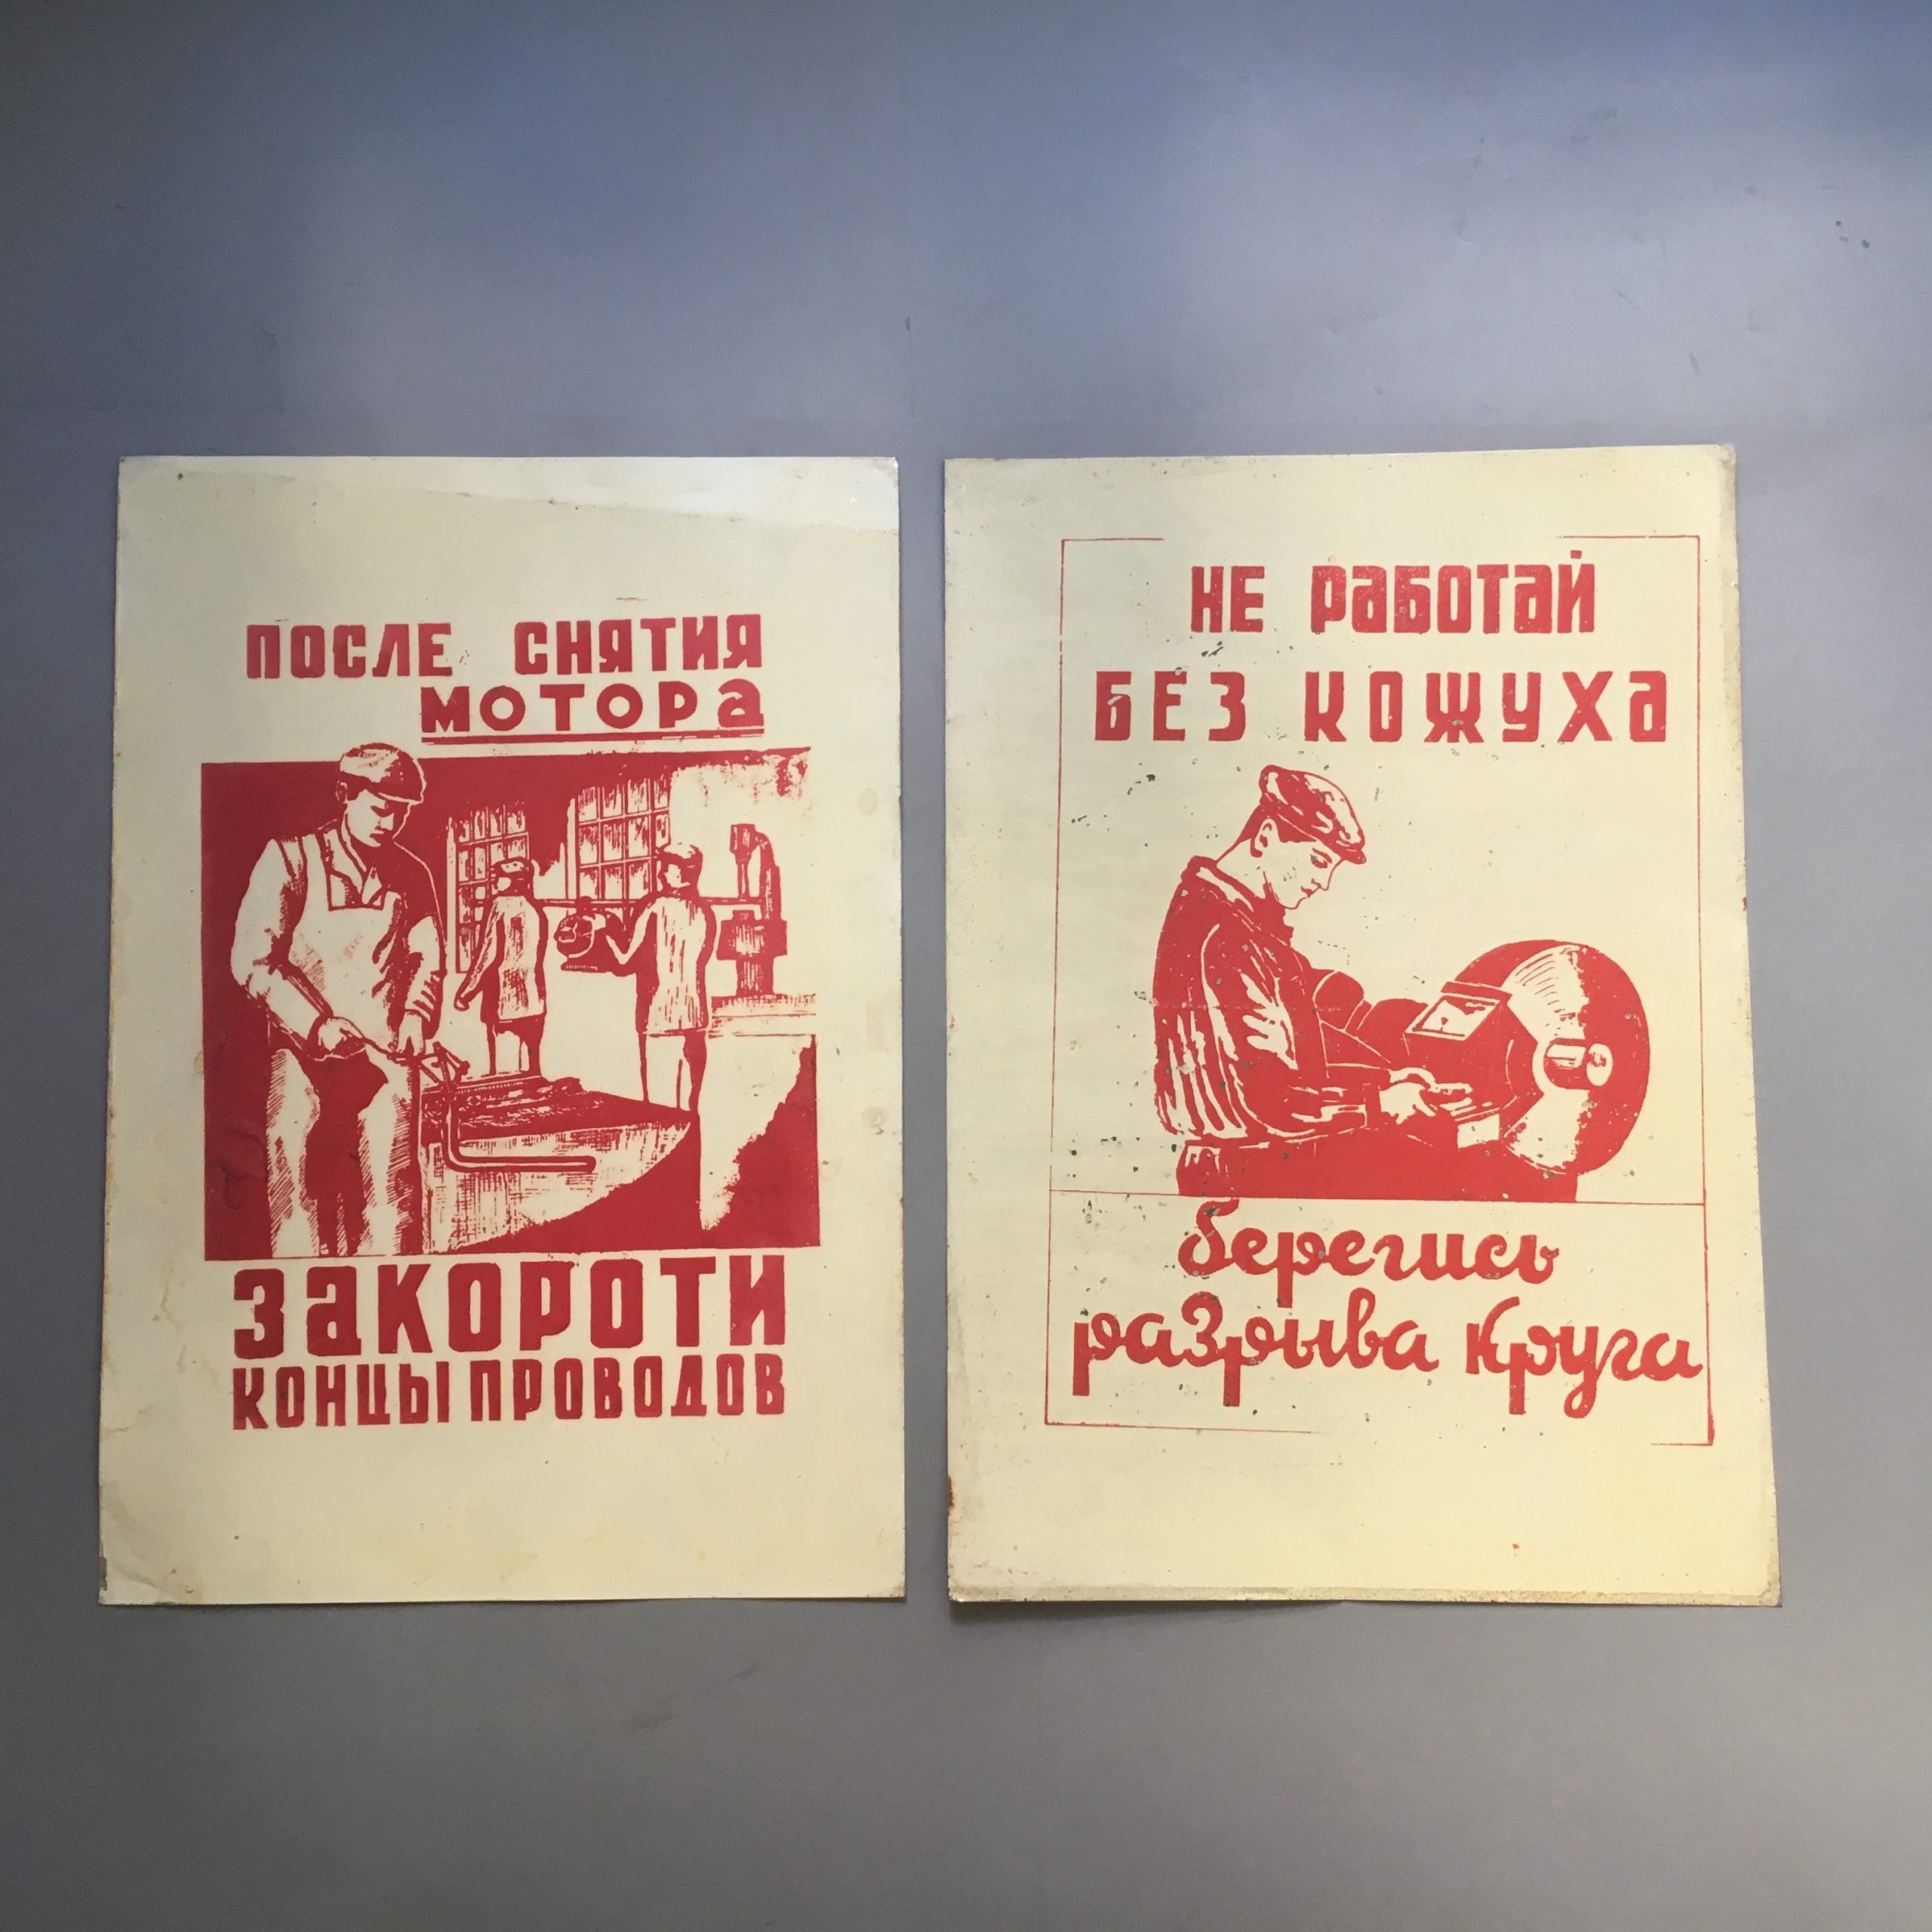 ПОСЛЕ СНЯТИЯ
МОТОРа
ЗаКОРОТИ
КОНЦЫ ПРОВОДОВ
НЕ РаБОТаЙ
БЕЗ КОЖУХа
берегись
разрыва круга